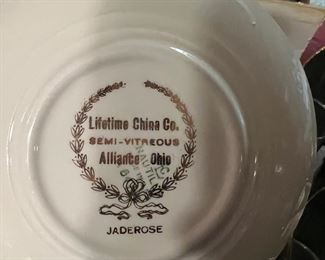 Lifetime China Co.
SEMI-VITREOUS
Alliance Ohio
JADEROSE